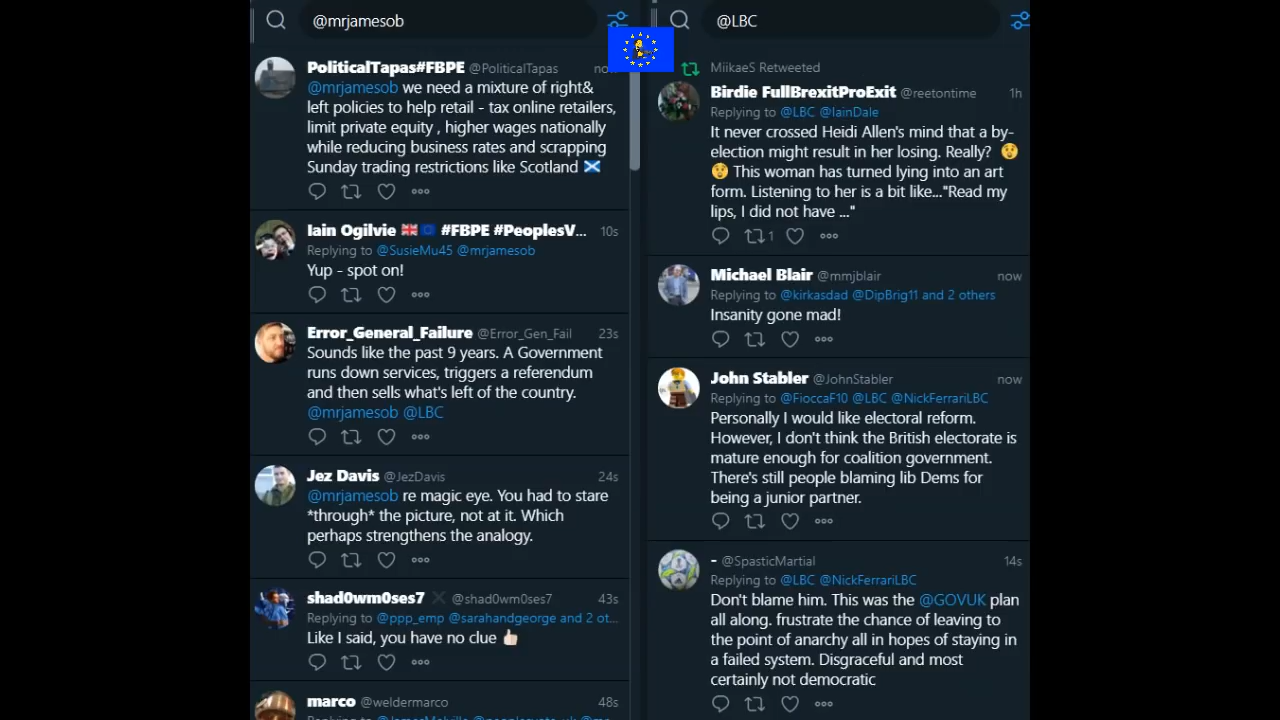 @mrjamesob
PoliticalTapas#FBPE @PoliticalTapas
@mrjamesob we need a mixture of right&
left policies to help retail - tax online retailers,
limit private equity , higher wages nationally
while reducing business rates and scrapping
Sunday trading restrictions like Scotland 🏴󠁧󠁢󠁳󠁣󠁴󠁿
Iain Ogilvie 🇬🇧🇪🇺 #FBPE #PeoplesV... 10s
Replying to @SusieMu45 @mrjamesob
Yup - spot on!
Error_General_Failure @Error_Gen_Fail 23s
Sounds like the past 9 years. A Government
runs down services, triggers a referendum
and then sells what's left of the country.
@mrjamesob @LBC
Jez Davis @JezDavis 24s
@mrjamesob re magic eye. You had to stare
*through* the picture, not at it. Which
perhaps strengthens the analogy.
shad0wm0ses7 @shad0wm0ses7 43s
Replying to @ppp_emp @sarahandgeorge and 2 ot...
Like I said, you have no clue 👍🏻
marco @weldermarco 48s
@LBC
MiikaeS Retweeted
Birdie FullBrexitProExit @reetontime 1h
Replying to @LBC @IainDale
It never crossed Heidi Allen's mind that a by-
election might result in her losing. Really? 😲
😲 This woman has turned lying into an art
form. Listening to her is a bit like..."Read my
lips, I did not have ..."
1
Michael Blair @mmjblair now
Replying to @kirkasdad @DipBrig11 and 2 others
Insanity gone mad!
John Stabler @JohnStabler now
Replying to @FioccaF10 @LBC @NickFerrariLBC
Personally I would like electoral reform.
However, I don't think the British electorate is
mature enough for coalition government.
There's still people blaming lib Dems for
being a junior partner.
- @SpasticMartial 14s
Replying to @LBC @NickFerrariLBC
Don't blame him. This was the @GOVUK plan
all along. frustrate the chance of leaving to
the point of anarchy all in hopes of staying in
a failed system. Disgraceful and most
certainly not democratic